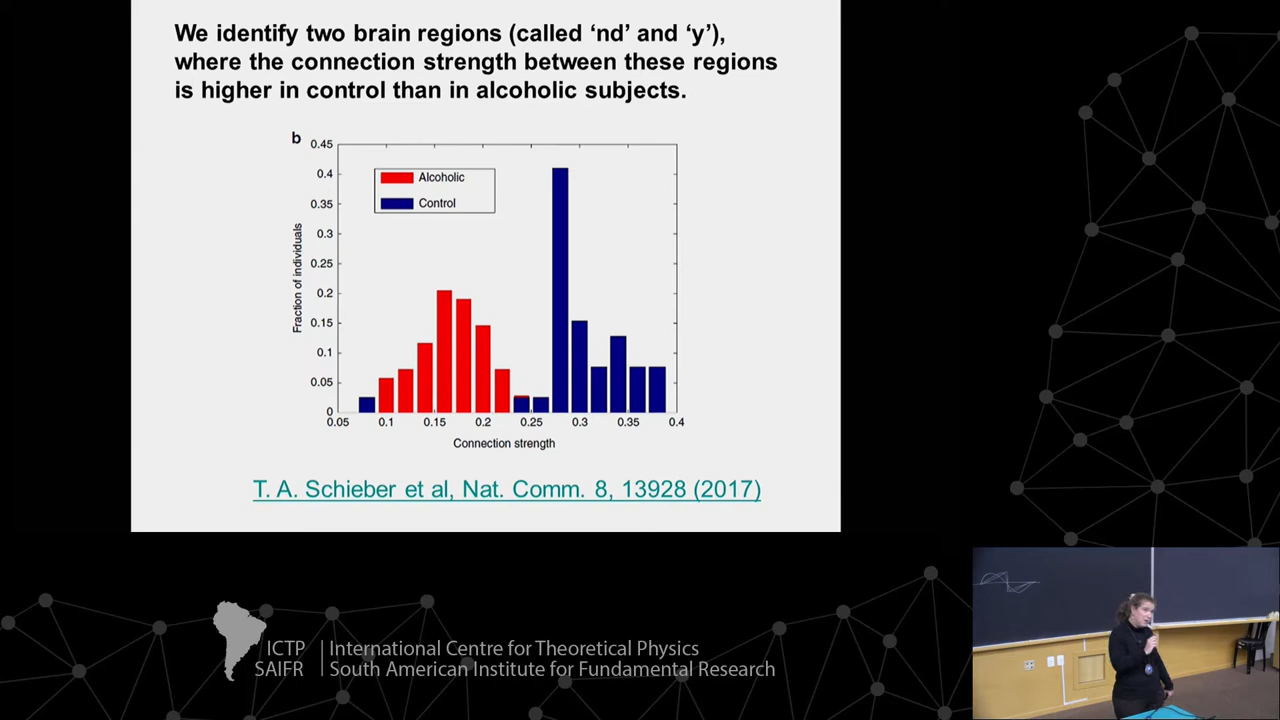 We identify two brain regions (called ‘nd’ and ‘y’),
where the connection strength between these regions
is higher in control than in alcoholic subjects.
b
0.45
0.4
0.35
0.3
0.25
0.2
0.15
0.1
0.05
0
Fraction of individuals
Alcoholic
Control
0.05 0.1 0.15 0.2 0.25 0.3 0.35 0.4
Connection strength
T. A. Schieber et al, Nat. Comm. 8, 13928 (2017)
ICTP International Centre for Theoretical Physics
SAIFR South American Institute for Fundamental Research